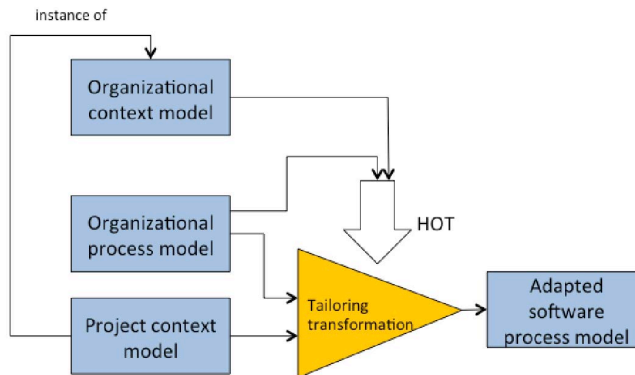 instance of
Organizational
context model
Organizational
process model
HOT
Tailoring
transformation
Adapted
software
process model
Project context
model